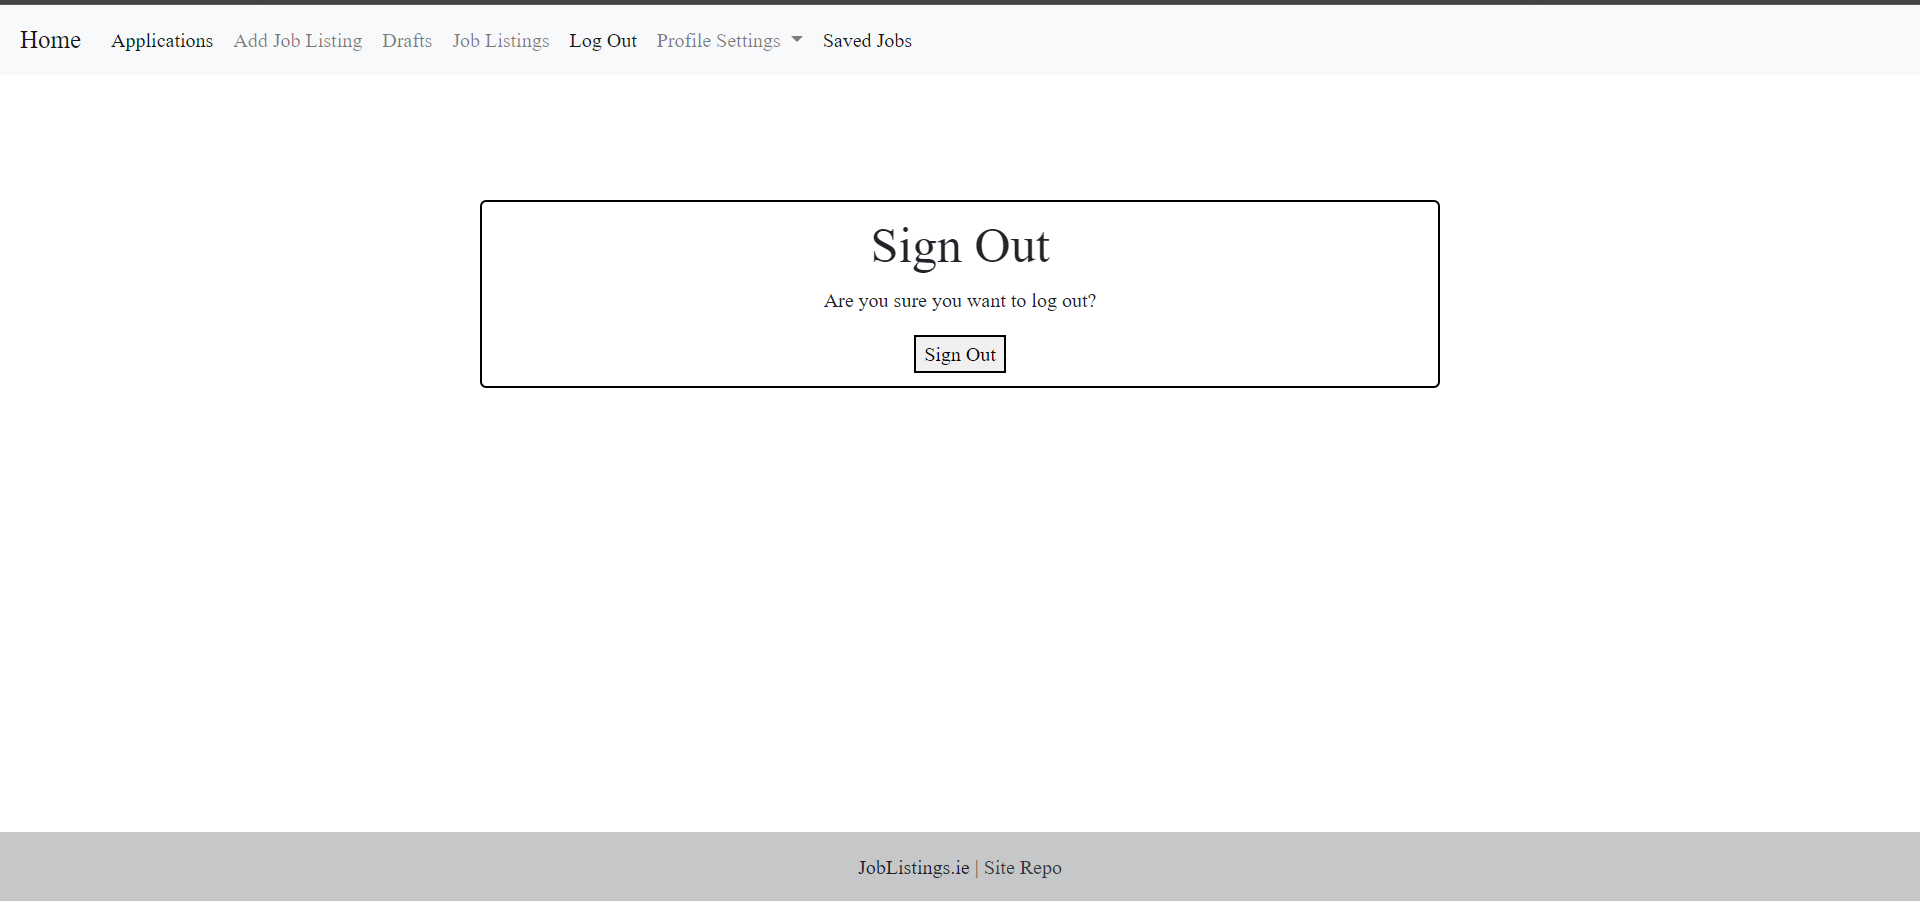 Home Applications Add Job Listing Drafts Job Listings Log Out Profile Settings Saved Jobs
Sign Out
Are you sure you want to log out?
Sign Out
JobListings.ie | Site Repo